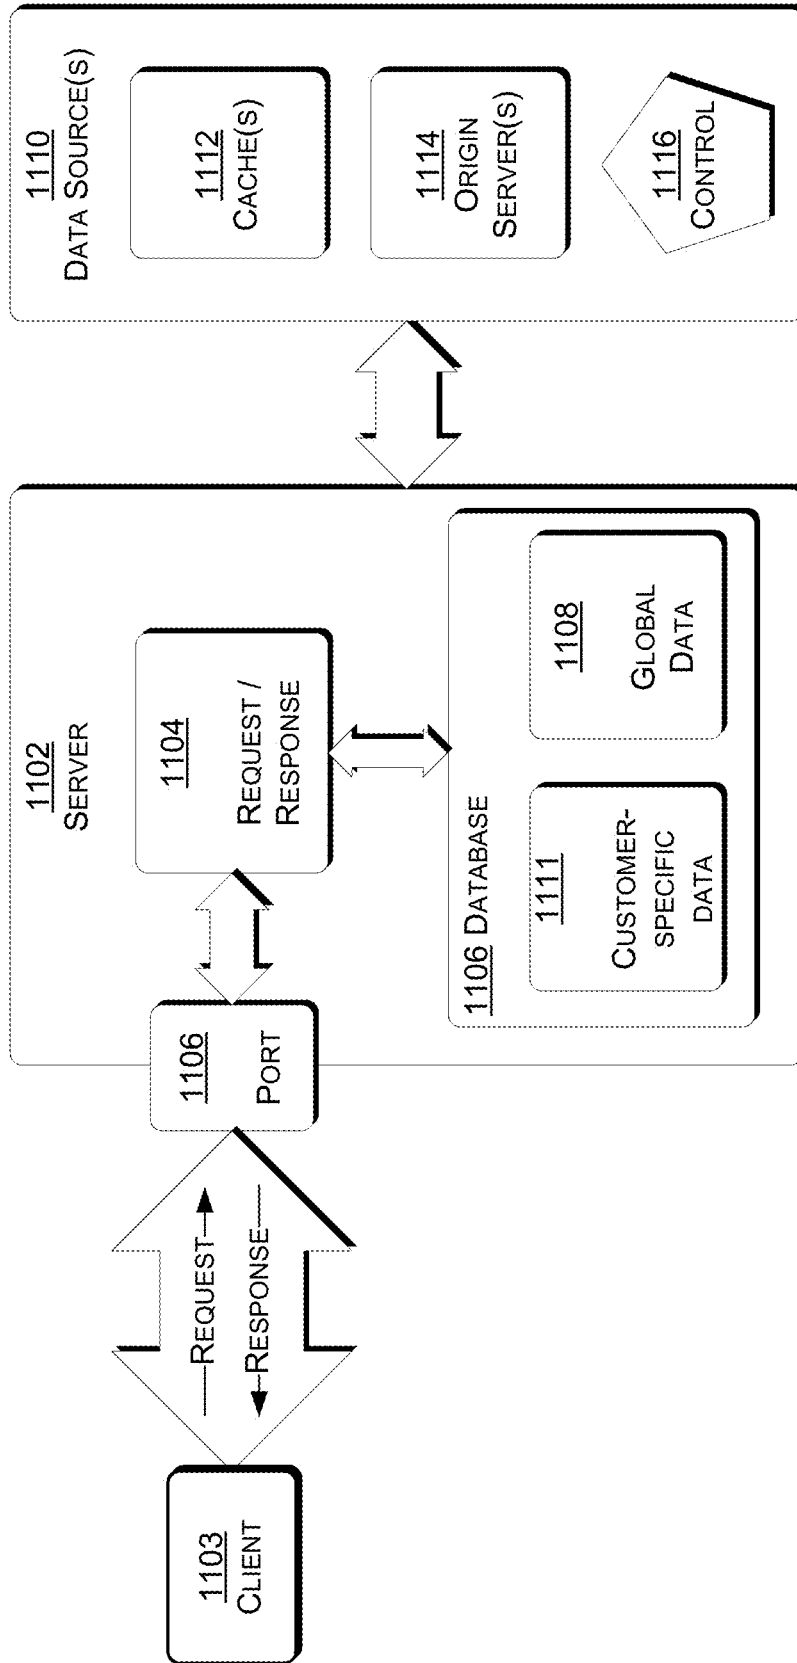 1103
CLIENT
REQUEST
RESPONSE
1106
PORT
1102
SERVER
1104
REQUEST /
RESPONSE
1106 DATABASE
1111
CUSTOMER-
SPECIFIC
DATA
1108
GLOBAL
DATA
1110
DATA SOURCE(S)
1112
CACHE(S)
1114
ORIGIN
SERVER(S)
1116
CONTROL